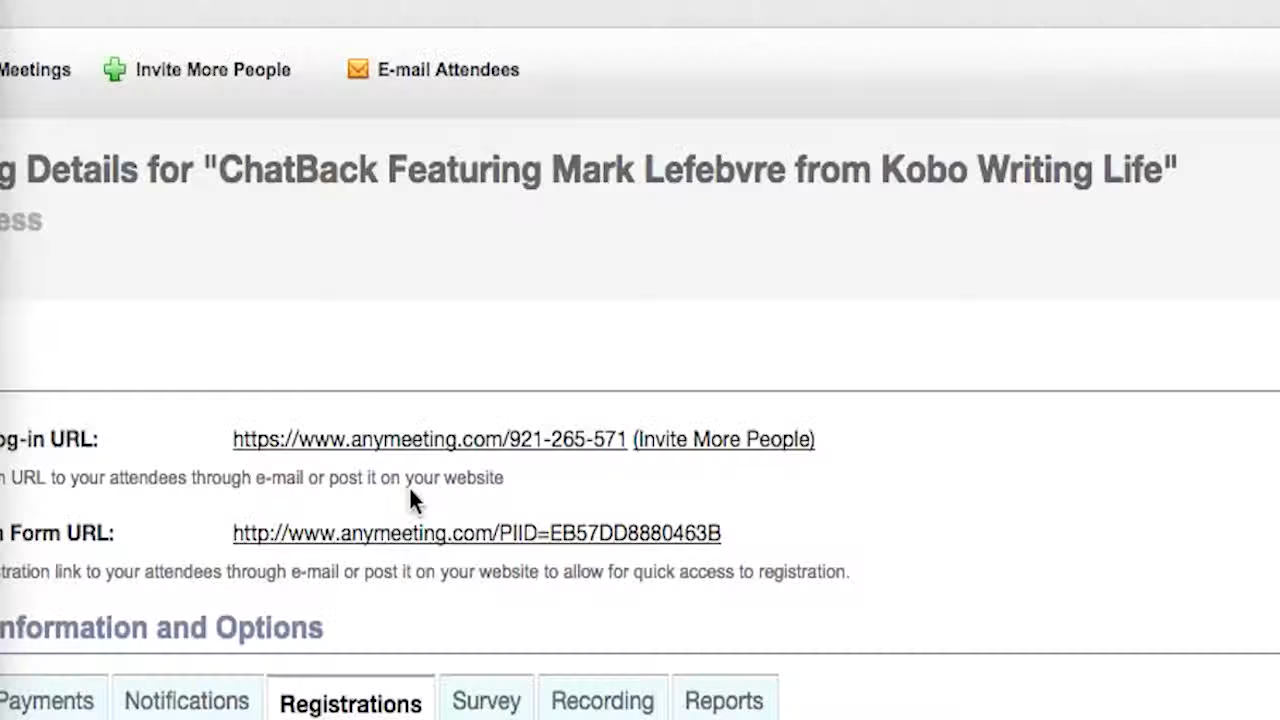 Meetings Invite More People E-mail Attendees
g Details for "ChatBack Featuring Mark Lefebvre from Kobo Writing Life"
ess
og-in URL: https://www.anymeeting.com/921-265-571 (Invite More People)
n URL to your attendees through e-mail or post it on your website
n Form URL: http://www.anymeeting.com/PIID=EB57DD8880463B
tration link to your attendees through e-mail or post it on your website to allow for quick access to registration.
nformation and Options
Payments Notifications Registrations Survey Recording Reports